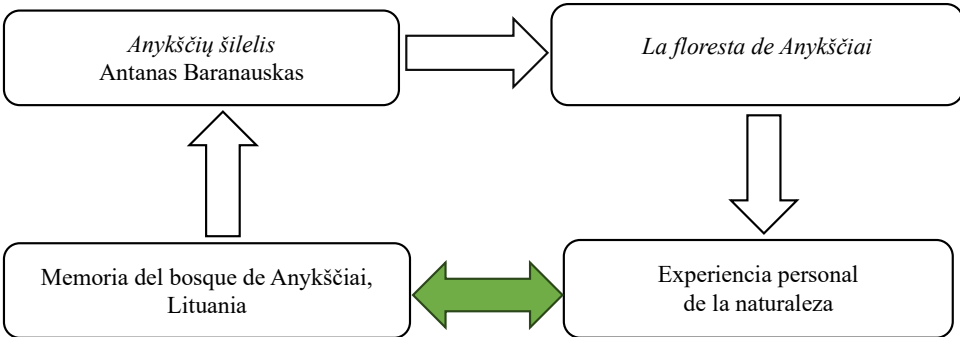 Anykščių šilelis
Antanas Baranauskas
La floresta de Anykščiai
Memoria del bosque de Anykščiai,
Lituania
Experiencia personal
de la naturaleza